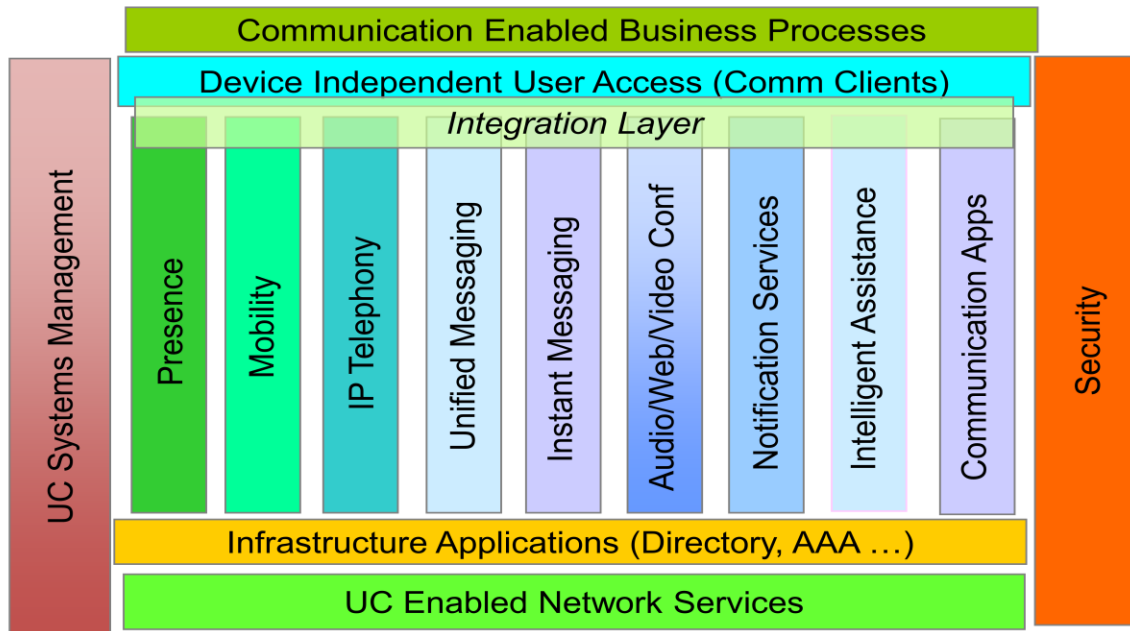 Communication Enabled Business Processes
Device Independent User Access (Comm Clients)
Integration Layer
UC Systems Management
Presence
Mobility
IP Telephony
Unified Messaging
Instant Messaging
Audio/Web/Video Conf
Notification Services
Intelligent Assistance
Communication Apps
Security
Infrastructure Applications (Directory, AAA …)
UC Enabled Network Services